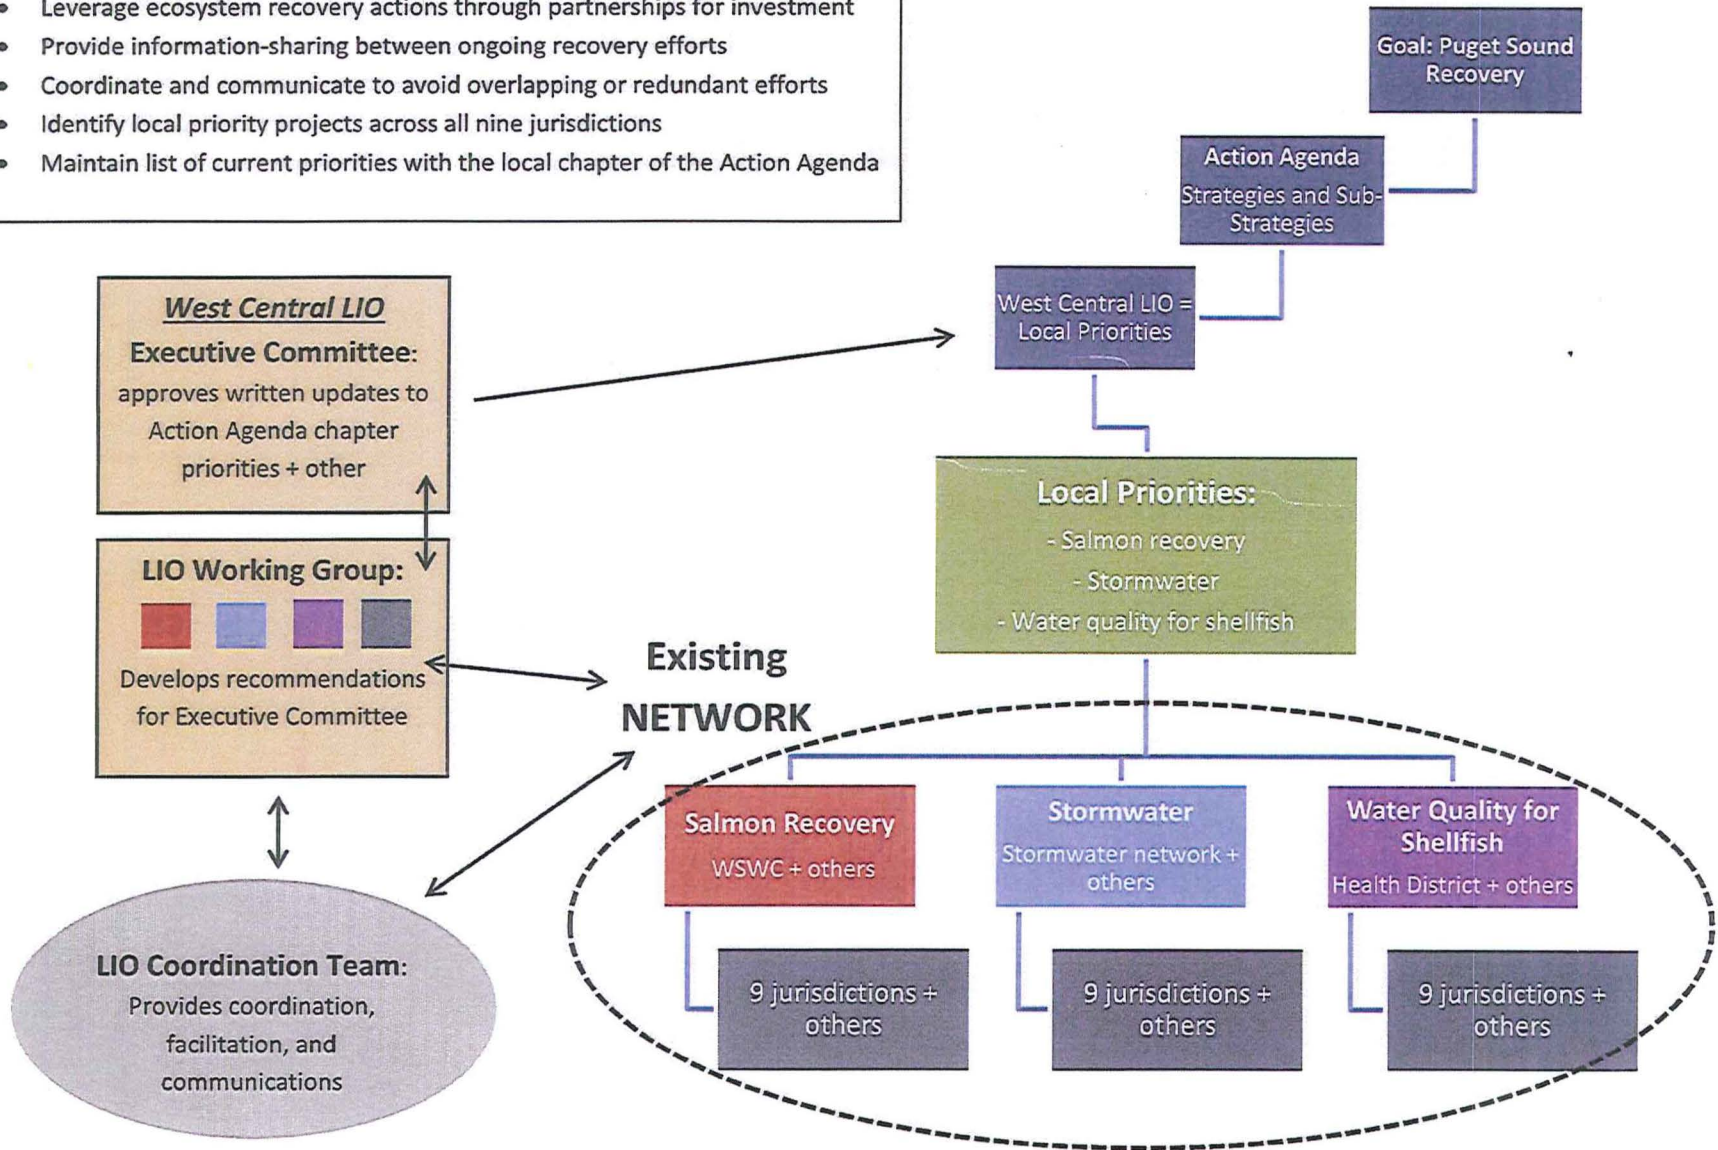 • Leverage ecosystem recovery actions through partnerships for investment
• Provide information-sharing between ongoing recovery efforts
• Coordinate and communicate to avoid overlapping or redundant efforts
• Identify local priority projects across all nine jurisdictions
• Maintain list of current priorities with the local chapter of the Action Agenda
Goal: Puget Sound
Recovery
Action Agenda
Strategies and Sub-
Strategies
West Central LIO =
Local Priorities
West Central LIO
Executive Committee:
approves written updates to
Action Agenda chapter
priorities + other
LIO Working Group:
Develops recommendations
for Executive Committee
Local Priorities:
- Salmon recovery
- Stormwater
- Water quality for shellfish
Existing
NETWORK
Salmon Recovery
WSWC + others
Stormwater
Stormwater network +
others
Water Quality for
Shellfish
Health District + others
9 jurisdictions +
others
9 jurisdictions +
others
9 jurisdictions +
others
LIO Coordination Team:
Provides coordination,
facilitation, and
communications